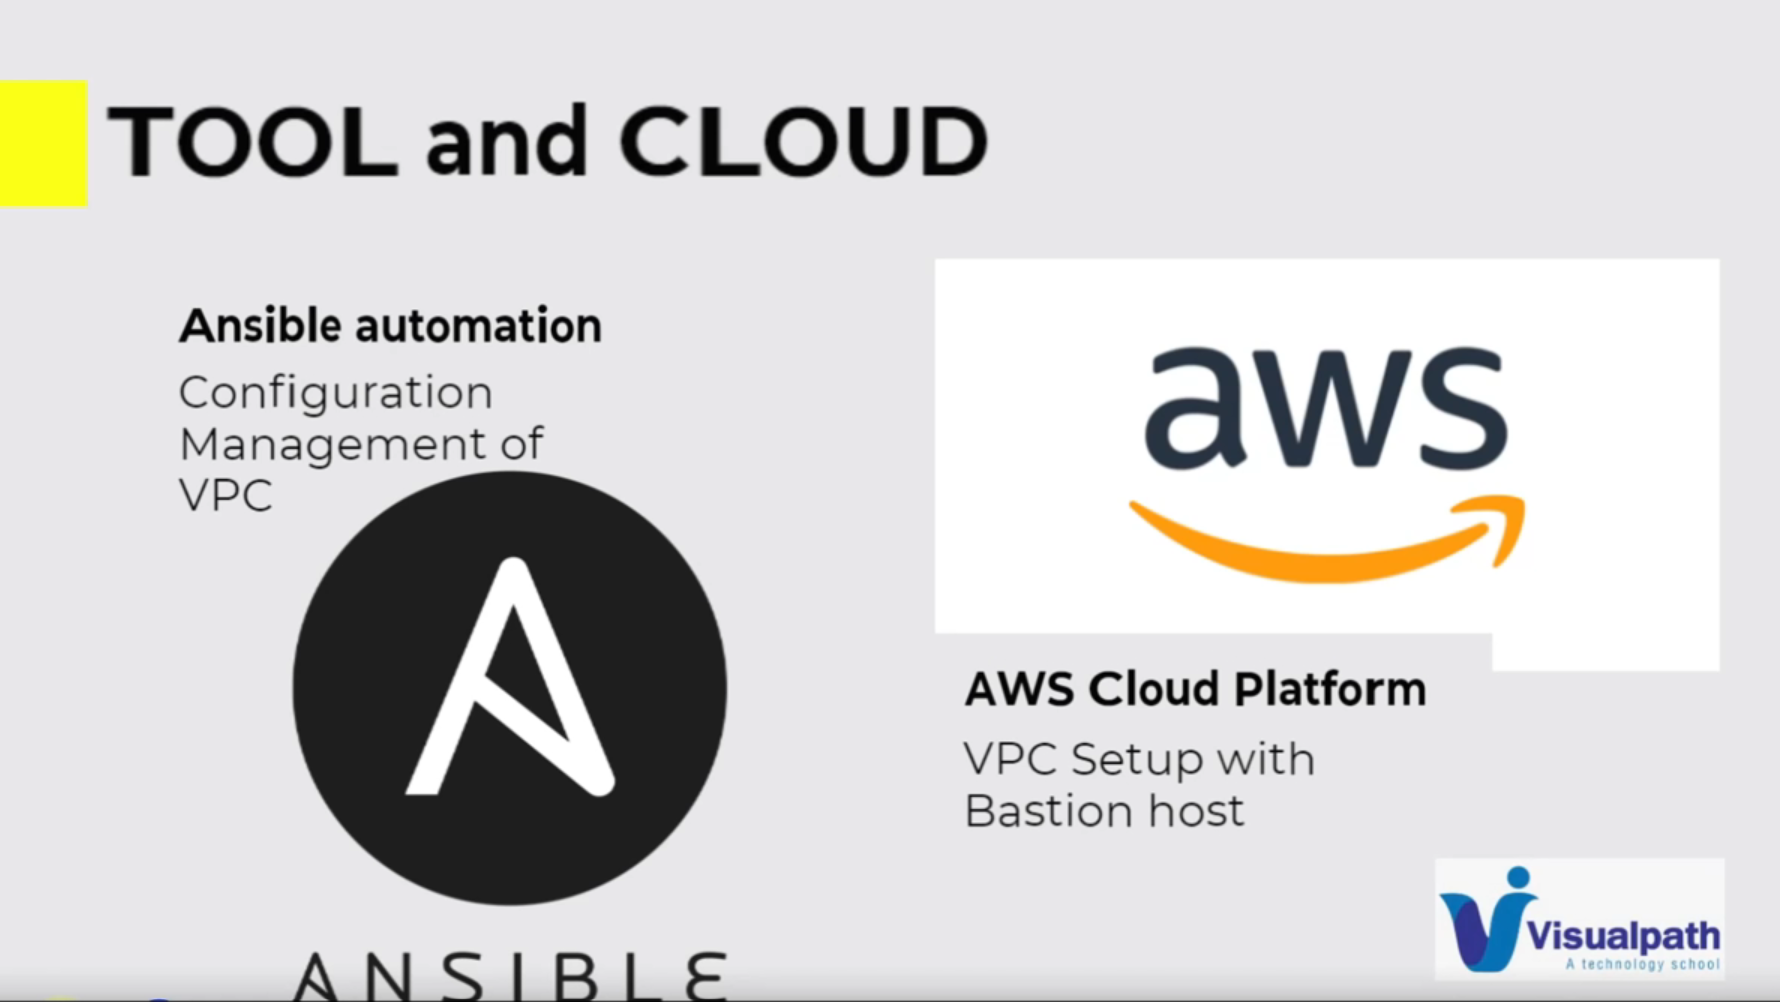 TOOL and CLOUD
Ansible automation
Configuration
Management of
VPC
ANSIBLE
aws
AWS Cloud Platform
VPC Setup with
Bastion host
Visualpath
A technology school